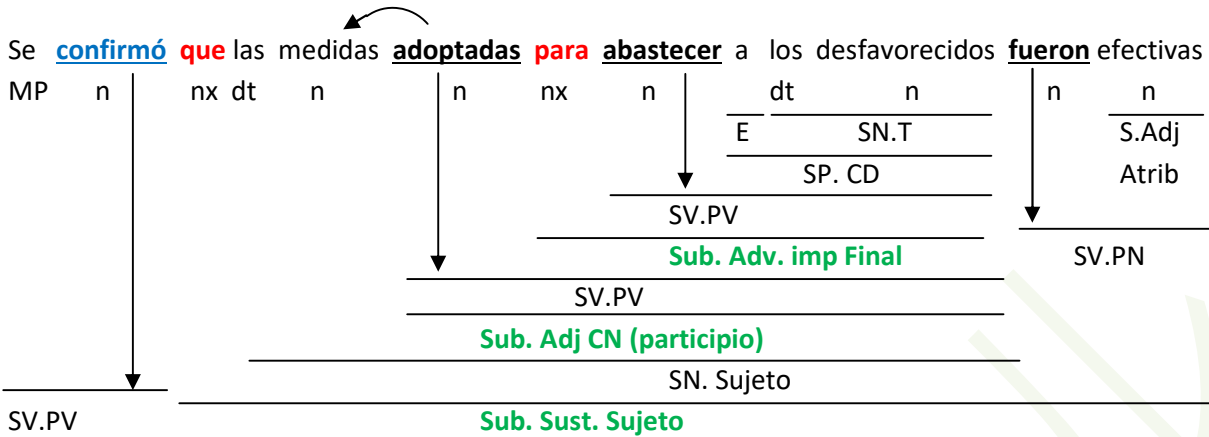 Se confirmó que las medidas adoptadas para abastecer a los desfavorecidos fueron efectivas
MP n nx dt n n nx n dt n n n
E SN.T S.Adj
SP. CD Atrib
SV.PV
Sub. Adv. imp Final SV.PN
SV.PV
Sub. Adj CN (participio)
SN. Sujeto
SV.PV Sub. Sust. Sujeto